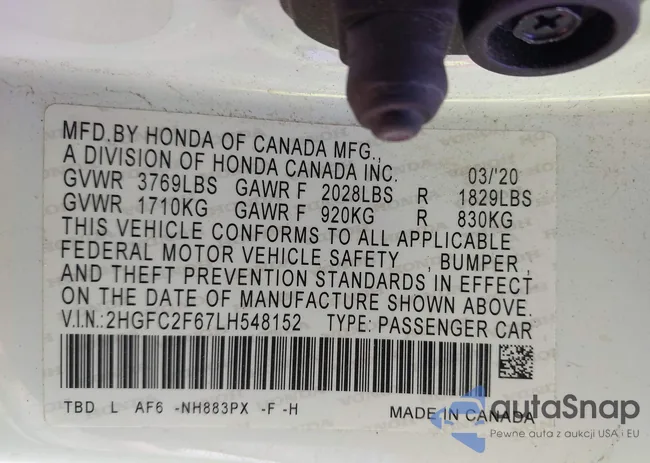 MFD.BY HONDA OF CANADA MFG.,
A DIVISION OF HONDA CANADA INC. 03/'20
GVWR 3769LBS GAWR F 2028LBS R 1829LBS
GVWR 1710KG GAWR F 920KG R 830KG
THIS VEHICLE CONFORMS TO ALL APPLICABLE
FEDERAL MOTOR VEHICLE SAFETY , BUMPER ,
AND THEFT PREVENTION STANDARDS IN EFFECT
ON THE DATE OF MANUFACTURE SHOWN ABOVE.
V.I.N.:2HGFC2F67LH548152 TYPE: PASSENGER CAR
TBD L AF6 -NH883PX -F -H MADE IN CANADA
autaSnap
Pewne auta z aukcji USA i EU